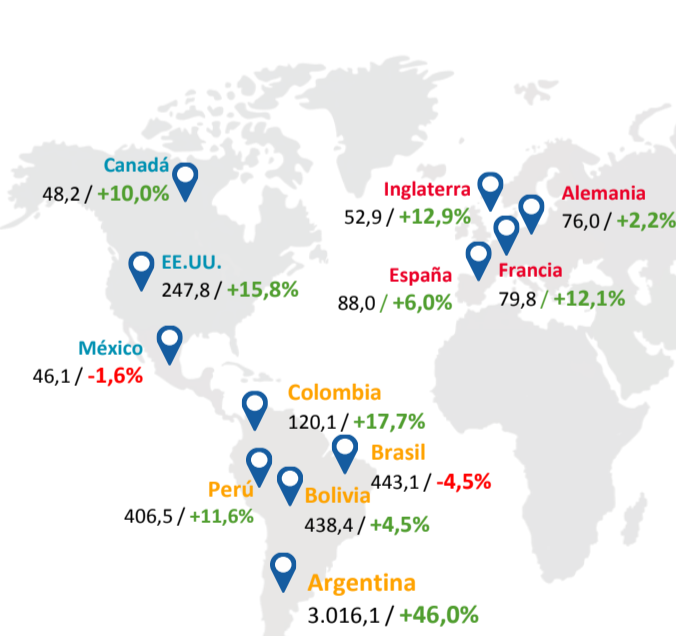 Canadá
48,2 / +10,0%
Inglaterra
52,9 / +12,9%
Alemania
76,0 / +2,2%
EE.UU.
247,8 / +15,8%
España
88,0 / +6,0%
Francia
79,8 / +12,1%
México
46,1 / -1,6%
Colombia
120,1 / +17,7%
Brasil
443,1 / -4,5%
Perú
406,5 / +11,6%
Bolivia
438,4 / +4,5%
Argentina
3.016,1 / +46,0%